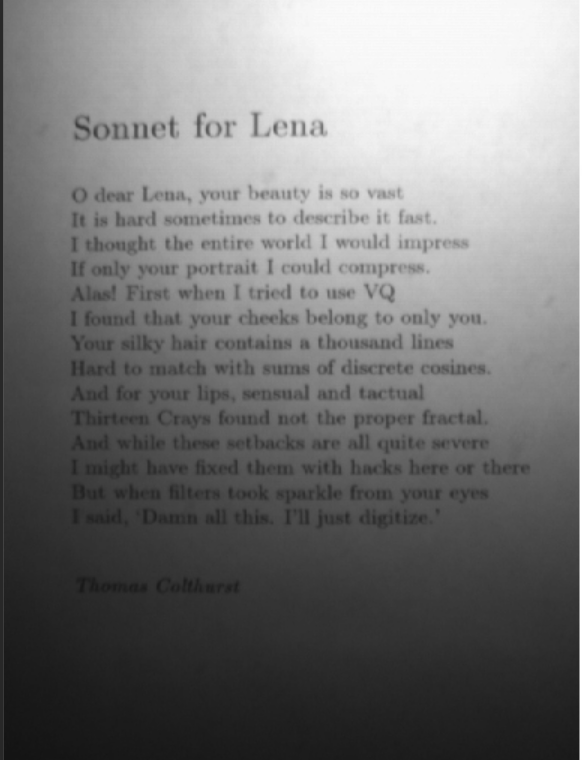 Sonnet for Lena
O dear Lena, your beauty is so vast
It is hard sometimes to describe it fast.
I thought the entire world I would impress
If only your portrait I could compress.
Alas! First when I tried to use VQ
I found that your cheeks belong to only you.
Your silky hair contains a thousand lines
Hard to match with sums of discrete cosines.
And for your lips, sensual and tactual
Thirteen Crays found not the proper fractal.
And while these setbacks are all quite severe
I might have fixed them with hacks here or there
But when filters took sparkle from your eyes
I said, ‘Damn all this. I'll just digitize.’
Thomas Colthurst